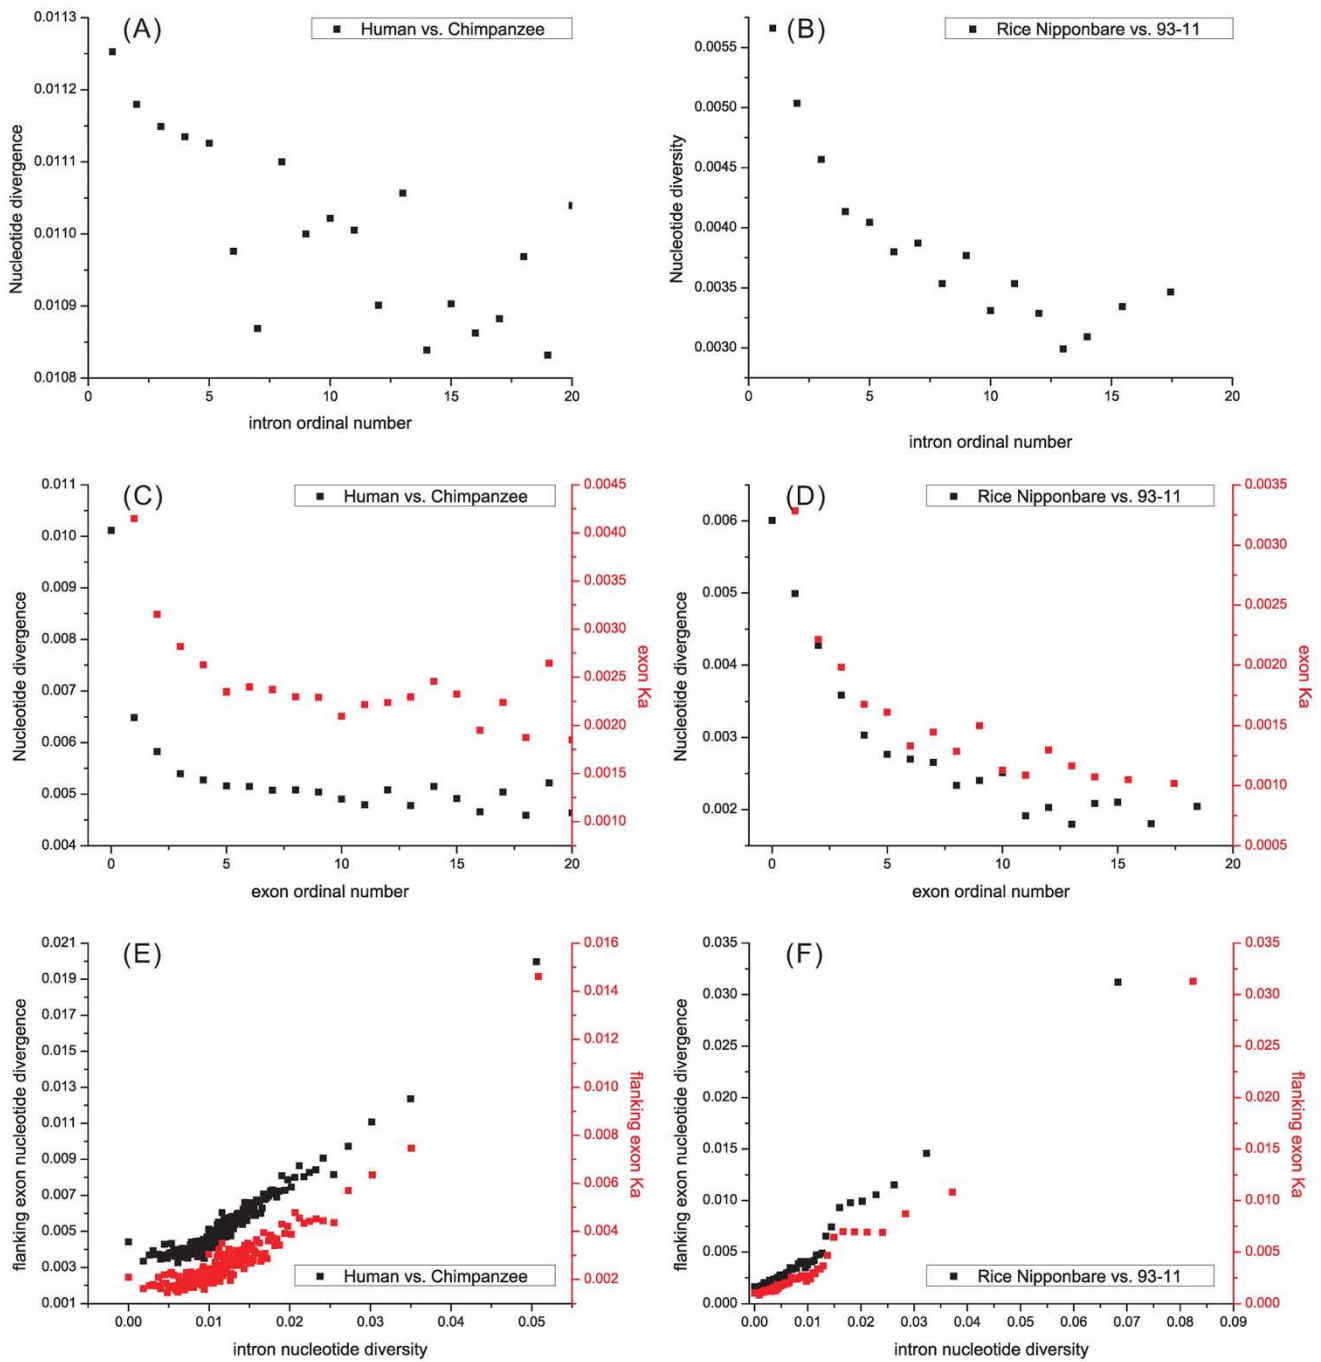 (A)
Human vs. Chimpanzee
0.0113
0.0112
0.0111
0.0110
0.0109
0.0108
Nucleotide divergence
0 5 10 15 20
intron ordinal number
(B)
Rice Nipponbare vs. 93-11
0.0055
0.0050
0.0045
0.0040
0.0035
0.0030
Nucleotide diversity
0 5 10 15 20
intron ordinal number
(C)
Human vs. Chimpanzee
0.011
0.010
0.009
0.008
0.007
0.006
0.005
0.004
Nucleotide divergence
0.0045
0.0040
0.0035
0.0030
0.0025
0.0020
0.0015
0.0010
exon Ka
0 5 10 15 20
exon ordinal number
(D)
Rice Nipponbare vs. 93-11
0.006
0.005
0.004
0.003
0.002
Nucleotide divergence
0.0035
0.0030
0.0025
0.0020
0.0015
0.0010
0.0005
exon Ka
0 5 10 15 20
exon ordinal number
(E)
0.021
0.019
0.017
0.015
0.013
0.011
0.009
0.007
0.005
0.003
0.001
flanking exon nucleotide divergence
0.016
0.014
0.012
0.010
0.008
0.006
0.004
0.002
flanking exon Ka
Human vs. Chimpanzee
0.00 0.01 0.02 0.03 0.04 0.05
intron nucleotide diversity
(F)
0.035
0.030
0.025
0.020
0.015
0.010
0.005
0.000
flanking exon nucleotide divergence
0.035
0.030
0.025
0.020
0.015
0.010
0.005
0.000
flanking exon Ka
Rice Nipponbare vs. 93-11
0.00 0.01 0.02 0.03 0.04 0.05 0.06 0.07 0.08 0.09
intron nucleotide diversity